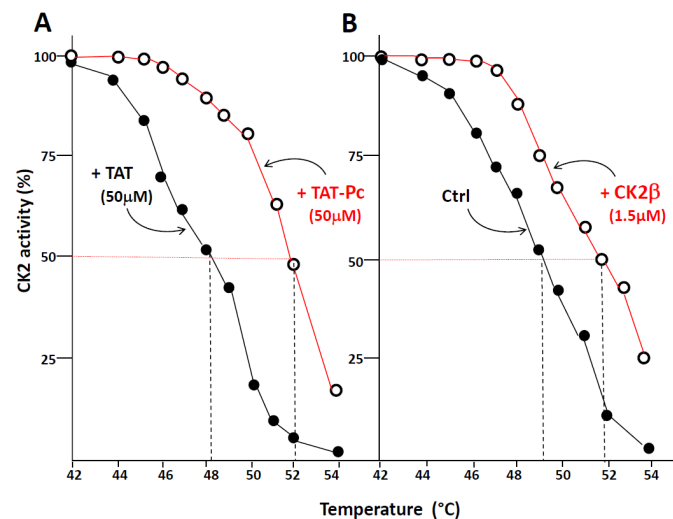 A
B
100
75
50
25
CK2 activity (%)
+ TAT
(50µM)
+ TAT-Pc
(50µM)
42 44 46 48 50 52 54
100
75
50
25
Ctrl
+ CK2β
(1.5µM)
42 44 46 48 50 52 54
Temperature (°C)